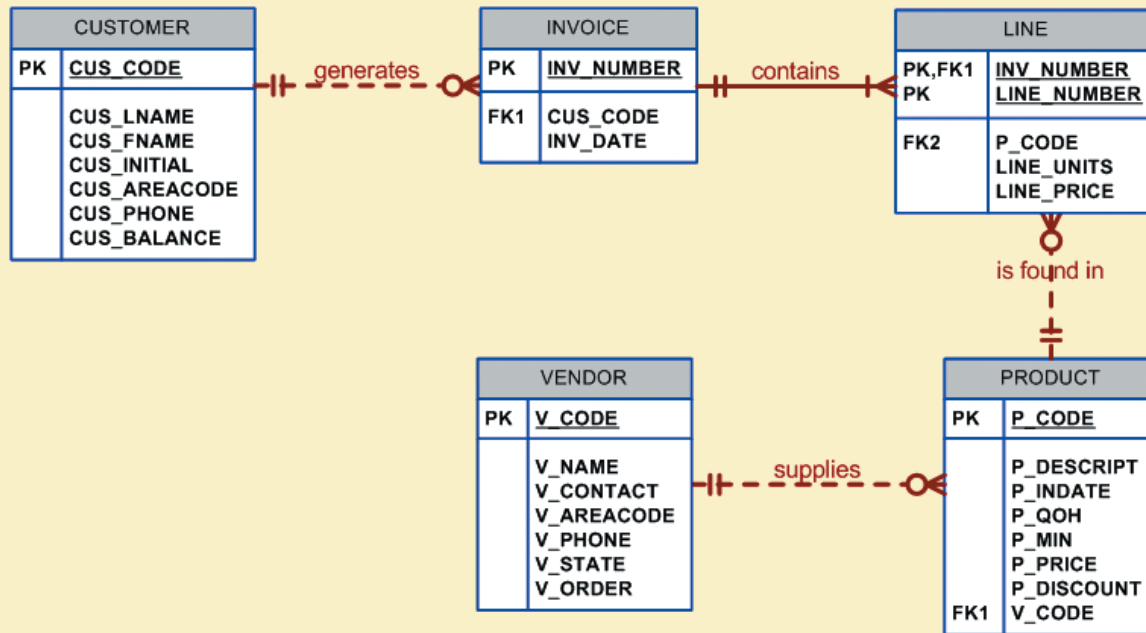 CUSTOMER
PK CUS_CODE
CUS_LNAME
CUS_FNAME
CUS_INITIAL
CUS_AREACODE
CUS_PHONE
CUS_BALANCE
generates
INVOICE
PK INV_NUMBER
FK1 CUS_CODE
INV_DATE
contains
LINE
PK,FK1 INV_NUMBER
PK LINE_NUMBER
FK2 P_CODE
LINE_UNITS
LINE_PRICE
is found in
VENDOR
PK V_CODE
V_NAME
V_CONTACT
V_AREACODE
V_PHONE
V_STATE
V_ORDER
supplies
PRODUCT
PK P_CODE
P_DESCRIPT
P_INDATE
P_QOH
P_MIN
P_PRICE
P_DISCOUNT
FK1 V_CODE